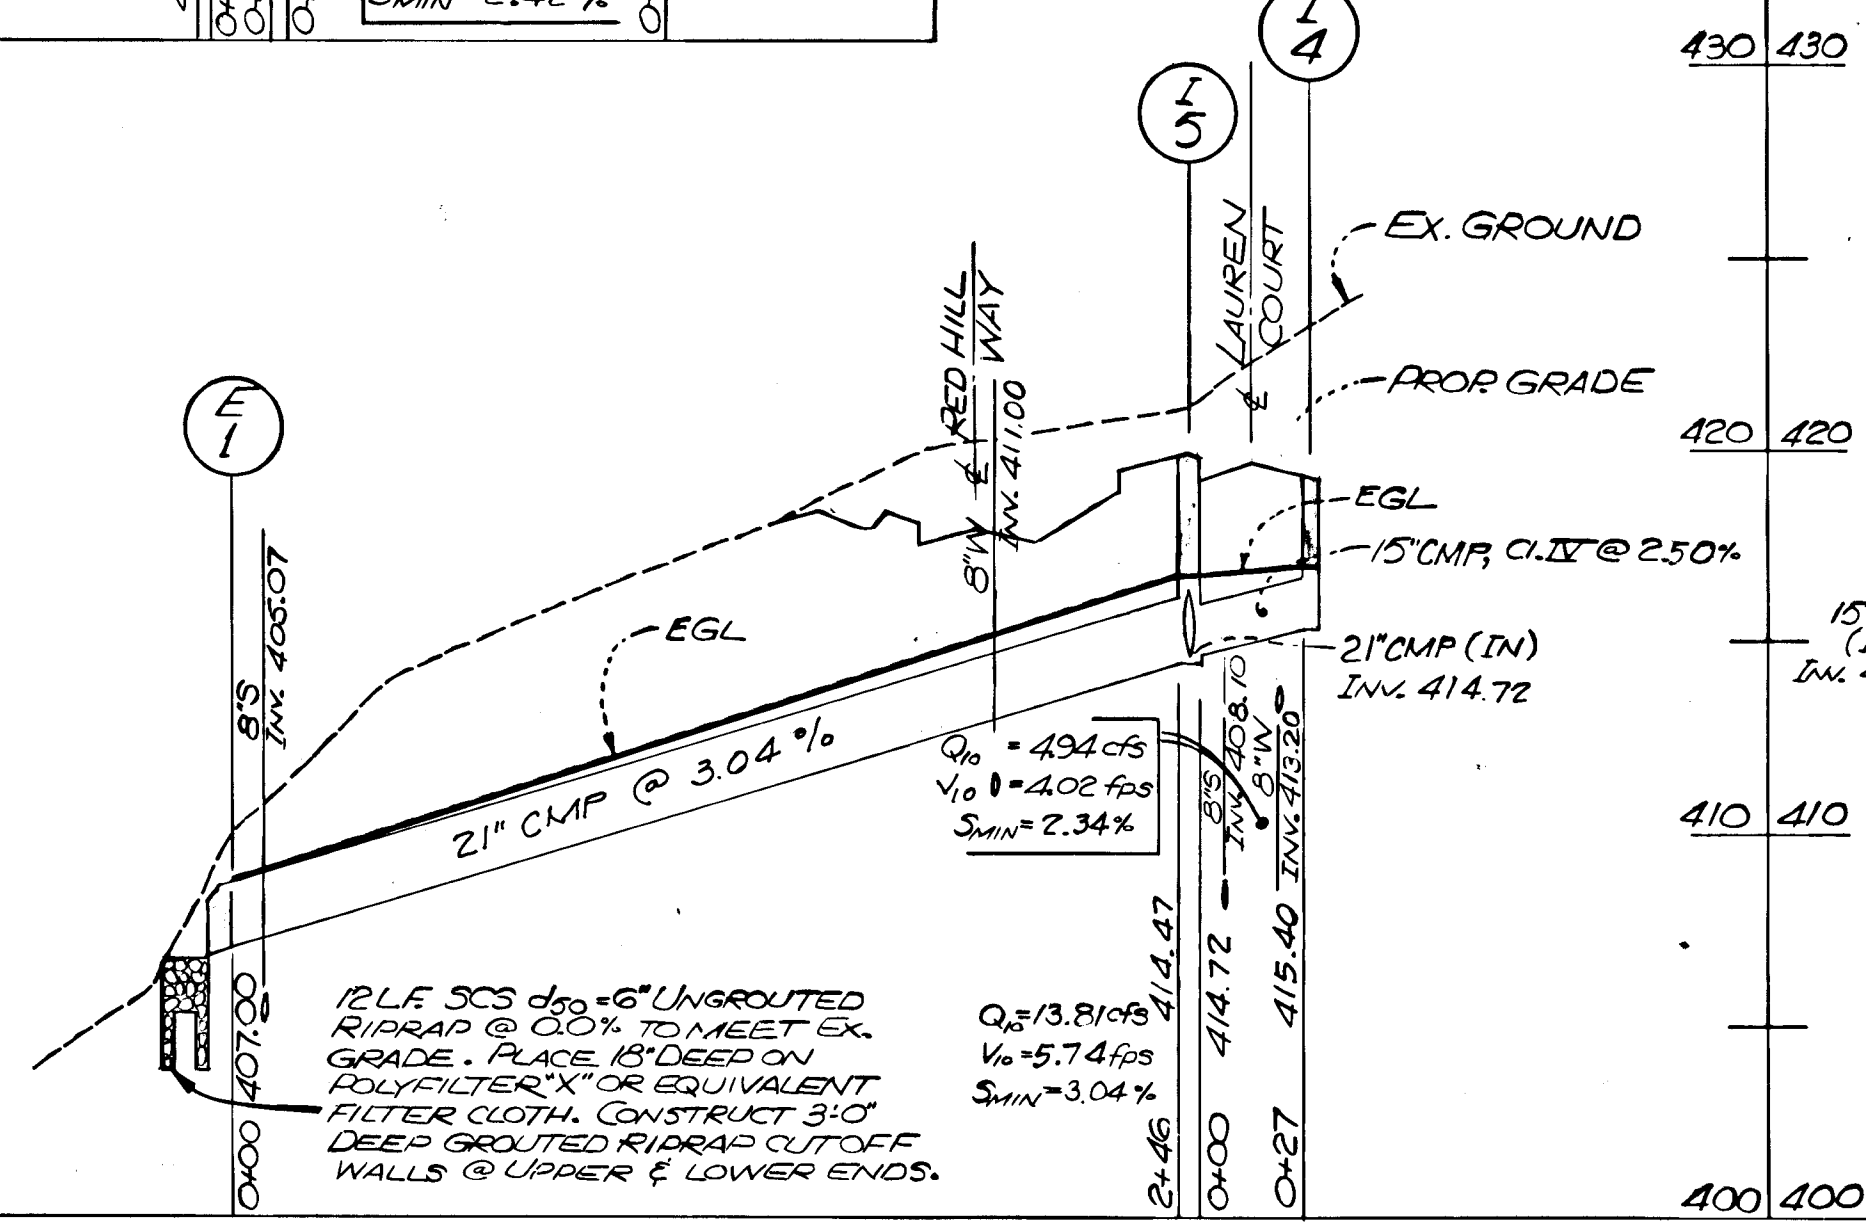 SMIN 2.42%
I
4
430 430
I
5
LAUREN
COURT
EX. GROUND
RED HILL
WAY
PROP. GRADE
E
1
420 420
INV. 411.00
8"W
EGL
15" CMP, Cl. IV @ 2.50%
8"S
INV. 405.07
EGL
21" CMP (IN)
INV. 414.72
15
INV.
21" CMP @ 3.04%
Q10 = 4.94 cfs
V10 = 4.02 fps
SMIN = 2.34%
8"S
INV. 408.10
8"W
INV. 413.20
410 410
0+00 407.00
12 L.F. SCS d50 = 6" UNGROUTED
RIPRAP @ 0.0% TO MEET EX.
GRADE. PLACE 18" DEEP ON
POLYFILTER "X" OR EQUIVALENT
FILTER CLOTH. CONSTRUCT 3'-0"
DEEP GROUTED RIPRAP CUTOFF
WALLS @ UPPER & LOWER ENDS.
Q10 = 13.81 cfs
V10 = 5.74 fps
SMIN = 3.04%
2+46 414.47
0+00 414.72
0+27 415.40
400 400